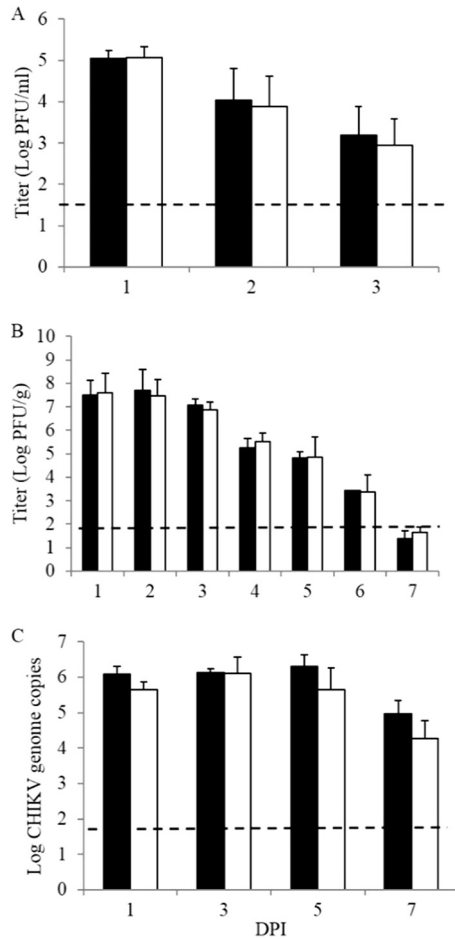 A
Titer (Log PFU/ml)
6
5
4
3
2
1
0
1 2 3
B
Titer (Log PFU/g)
10
9
8
7
6
5
4
3
2
1
0
1 2 3 4 5 6 7
C
Log CHIKV genome copies
7
6
5
4
3
2
1
0
1 3 5 7
DPI